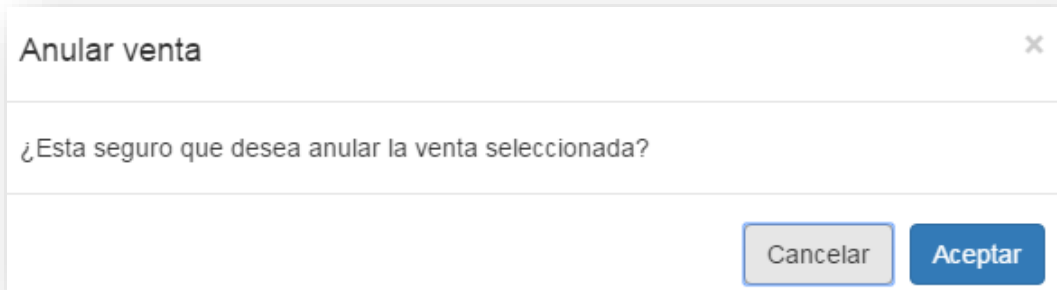 Anular venta
×
¿Esta seguro que desea anular la venta seleccionada?
Cancelar Aceptar